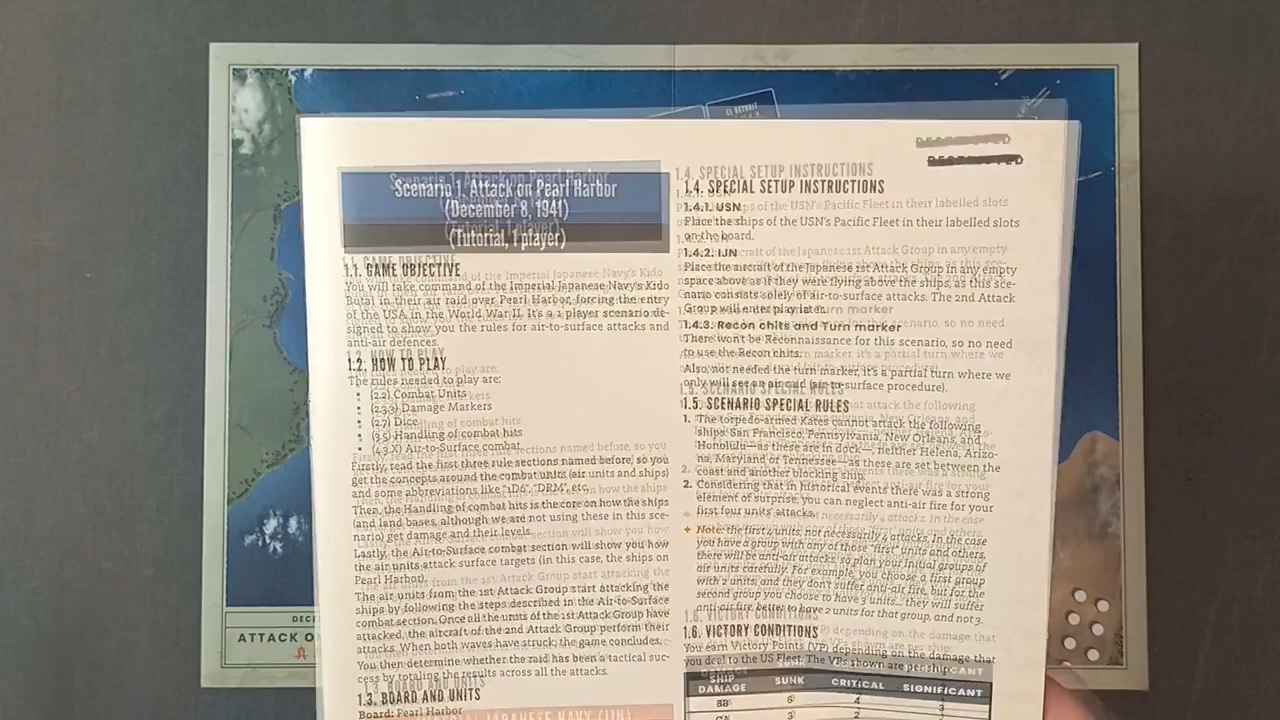 DESTROYED
Scenario 1. Attack on Pearl Harbor
(December 8, 1941)
(Tutorial, 1 player)
1.1. GAME OBJECTIVE
You will take command of the Imperial Japanese Navy's Kido
Butai in their air raid over Pearl Harbor, forcing the entry
of the USA in the World War II. It's a 1 player scenario de-
signed to show you the rules for air-to-surface attacks and
anti-air defences.
1.2. HOW TO PLAY
The rules needed to play are:
▪ (2.2) Combat Units
▪ (2.3.3) Damage Markers
▪ (2.7) Dice
▪ (3.5) Handling of combat hits
▪ (4.3.X) Air-to-Surface combat
Firstly, read the first three rule sections named before, so you
get the concepts around the combat units (air units and ships)
and some abbreviations like "1D6", "DRM", etc.
Then, the Handling of combat hits is the core on how the ships
(and land bases, although we are not using these in this sce-
nario) get damage and their levels.
Lastly, the Air-to-Surface combat section will show you how
the air units attack surface targets (in this case, the ships on
Pearl Harbor).
The air units from the 1st Attack Group start attacking the
ships by following the steps described in the Air-to-Surface
combat section. Once all the units of the 1st Attack Group have
attacked, the aircraft of the 2nd Attack Group perform their
attacks. When both waves have struck, the game concludes.
You then determine whether the raid has been a tactical suc-
cess by totaling the results across all the attacks.
1.3. BOARD AND UNITS
Board: Pearl Harbor
1.4. SPECIAL SETUP INSTRUCTIONS
1.4.1. USN
Place the ships of the USN's Pacific Fleet in their labelled slots
on the board.
1.4.2. IJN
Place the aircraft of the Japanese 1st Attack Group in any empty
space above as if they were flying above the ships, as this sce-
nario consists solely of air-to-surface attacks. The 2nd Attack
Group will enter play later.
1.4.3. Recon chits and Turn marker
There won't be Reconnaissance for this scenario, so no need
to use the Recon chits.
Also, not needed the turn marker, it's a partial turn where we
only will see an air raid (air-to-surface procedure).
1.5. SCENARIO SPECIAL RULES
1. The torpedo-armed Kates cannot attack the following
ships: San Francisco, Pennsylvania, New Orleans, and
Honolulu—as these are in dock—, neither Helena, Arizo-
na, Maryland or Tennessee—as these are set between the
coast and another blocking ship.
2. Considering that in historical events there was a strong
element of surprise, you can neglect anti-air fire for your
first four units' attacks.
✦ Note: the first 4 units, not necessarily 4 attacks. In the case
you have a group with any of those "first" units and others,
there will be anti-air attacks, so plan your initial groups of
air units carefully. For example, you choose a first group
with 2 units, and they don't suffer anti-air fire, but for the
second group you choose to have 3 units... they will suffer
anti-air fire, better to have 2 units for that group, and not 3.
1.6. VICTORY CONDITIONS
You earn Victory Points (VP) depending on the damage that
you deal to the US Fleet. The VPs shown are per ship:
SHIP DAMAGE SUNK CRITICAL SIGNIFICANT
BB 6 4 3
CA 3 2
ATTACK O